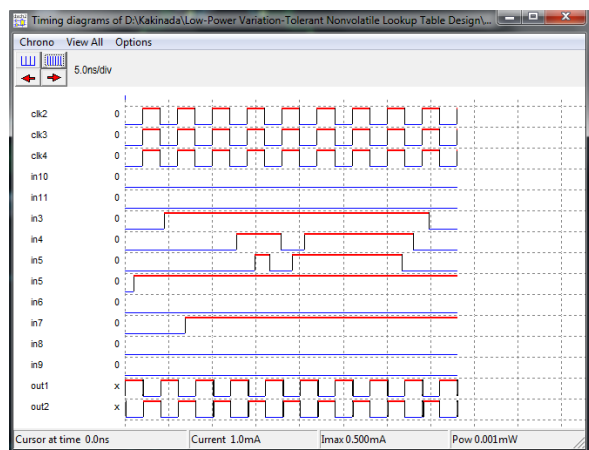 Timing diagrams of D:\Kakinada\Low-Power Variation-Tolerant Nonvolatile Lookup Table Design\...
Chrono View All Options
5.0ns/div
clk2 0
clk3 0
clk4 0
in10 0
in11 0
in3 0
in4 0
in5 0
in5 0
in6 0
in7 0
in8 0
in9 0
out1 x
out2 x
Cursor at time 0.0ns Current 1.0mA Imax 0.500mA Pow 0.001mW